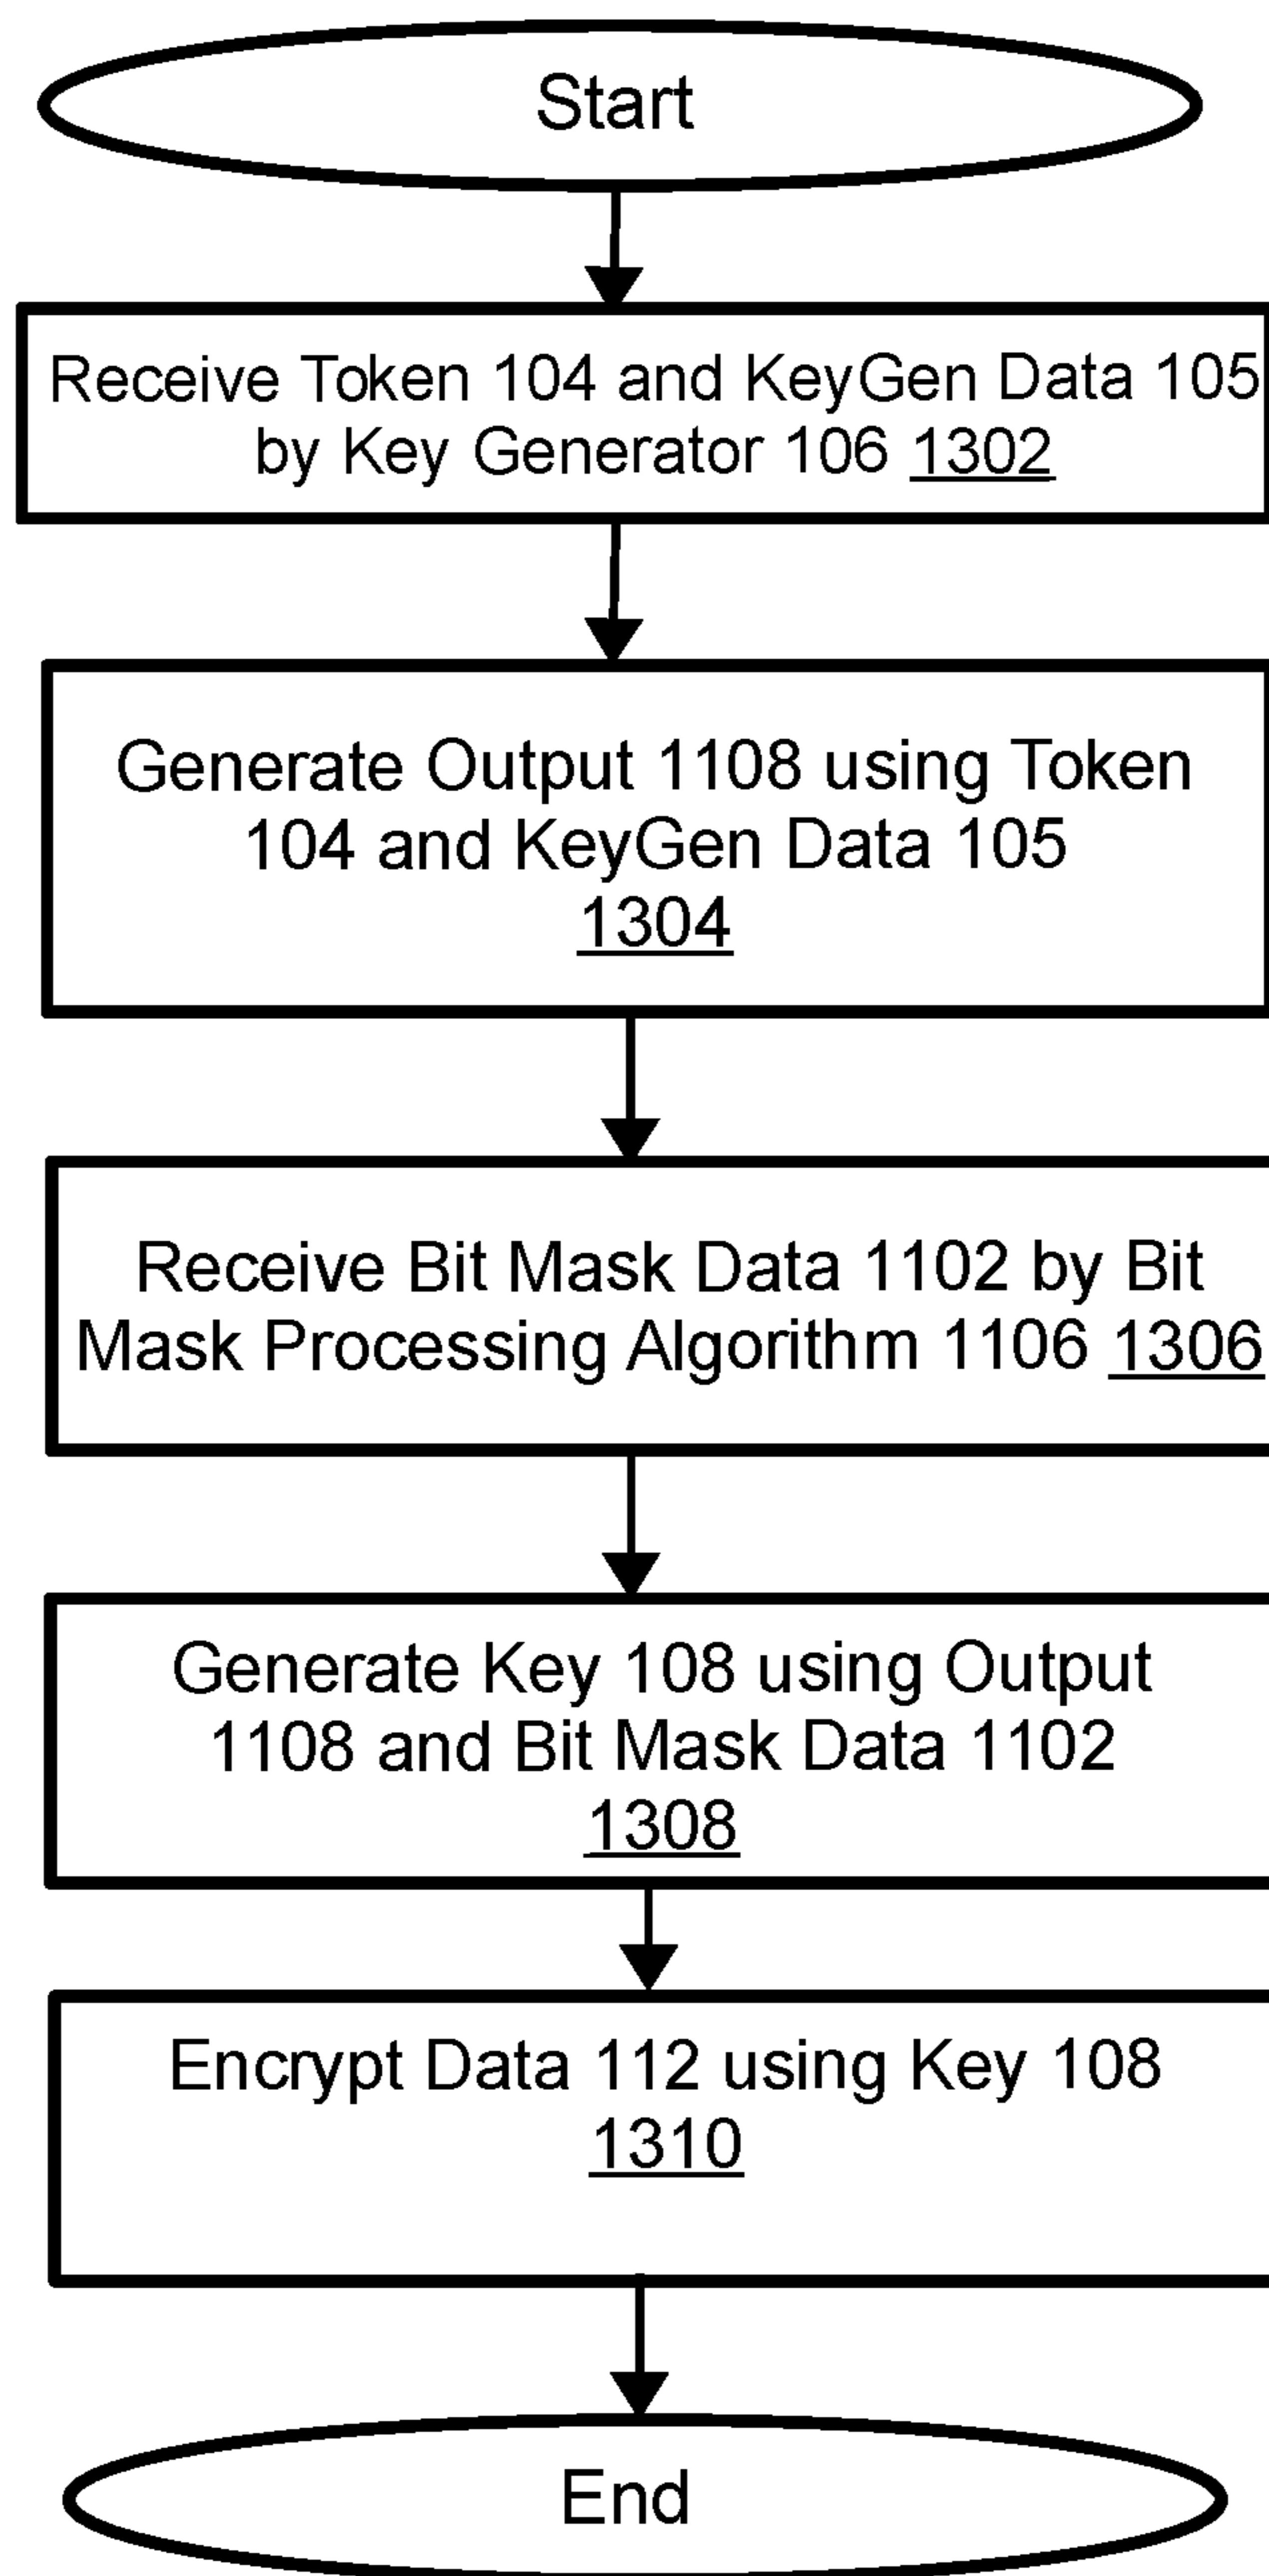 Start
Receive Token 104 and KeyGen Data 105
by Key Generator 106 1302
Generate Output 1108 using Token
104 and KeyGen Data 105
1304
Receive Bit Mask Data 1102 by Bit
Mask Processing Algorithm 1106 1306
Generate Key 108 using Output
1108 and Bit Mask Data 1102
1308
Encrypt Data 112 using Key 108
1310
End